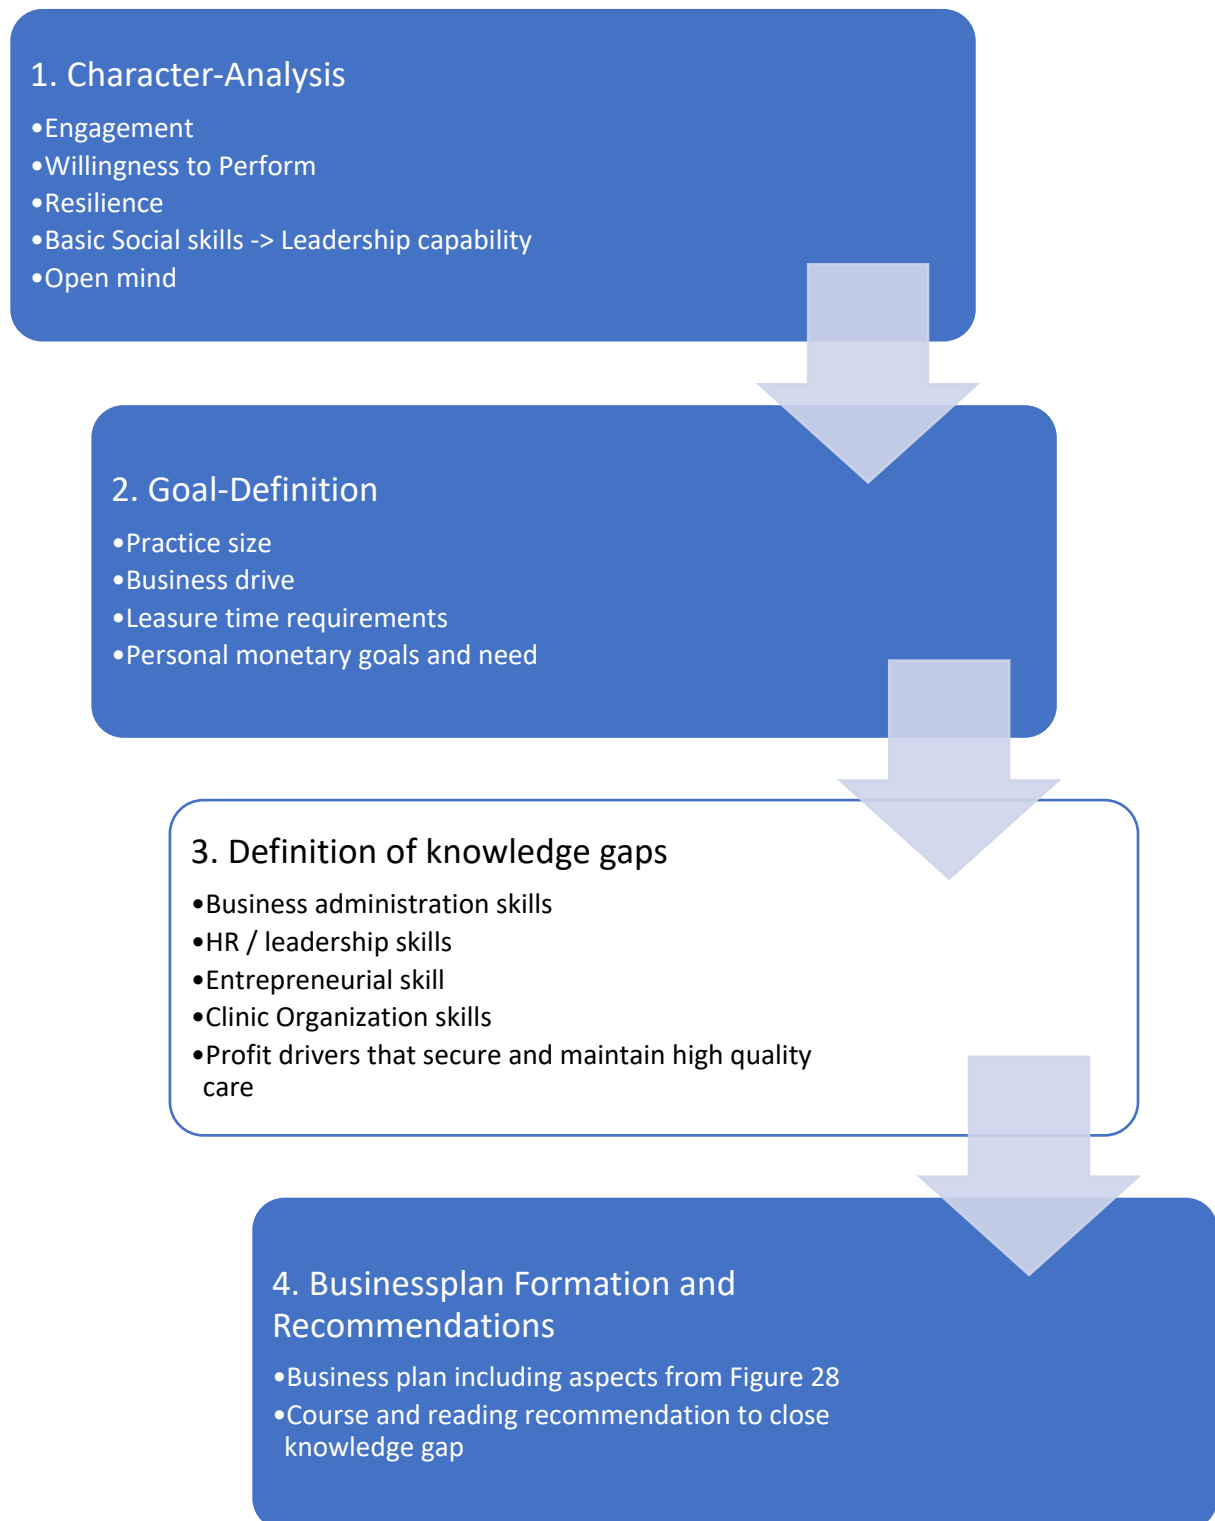 1. Character-Analysis
•Engagement
•Willingness to Perform
•Resilience
•Basic Social skills -> Leadership capability
•Open mind
2. Goal-Definition
•Practice size
•Business drive
•Leasure time requirements
•Personal monetary goals and need
3. Definition of knowledge gaps
•Business administration skills
•HR / leadership skills
•Entrepreneurial skill
•Clinic Organization skills
•Profit drivers that secure and maintain high quality
care
4. Businessplan Formation and
Recommendations
•Business plan including aspects from Figure 28
•Course and reading recommendation to close
knowledge gap